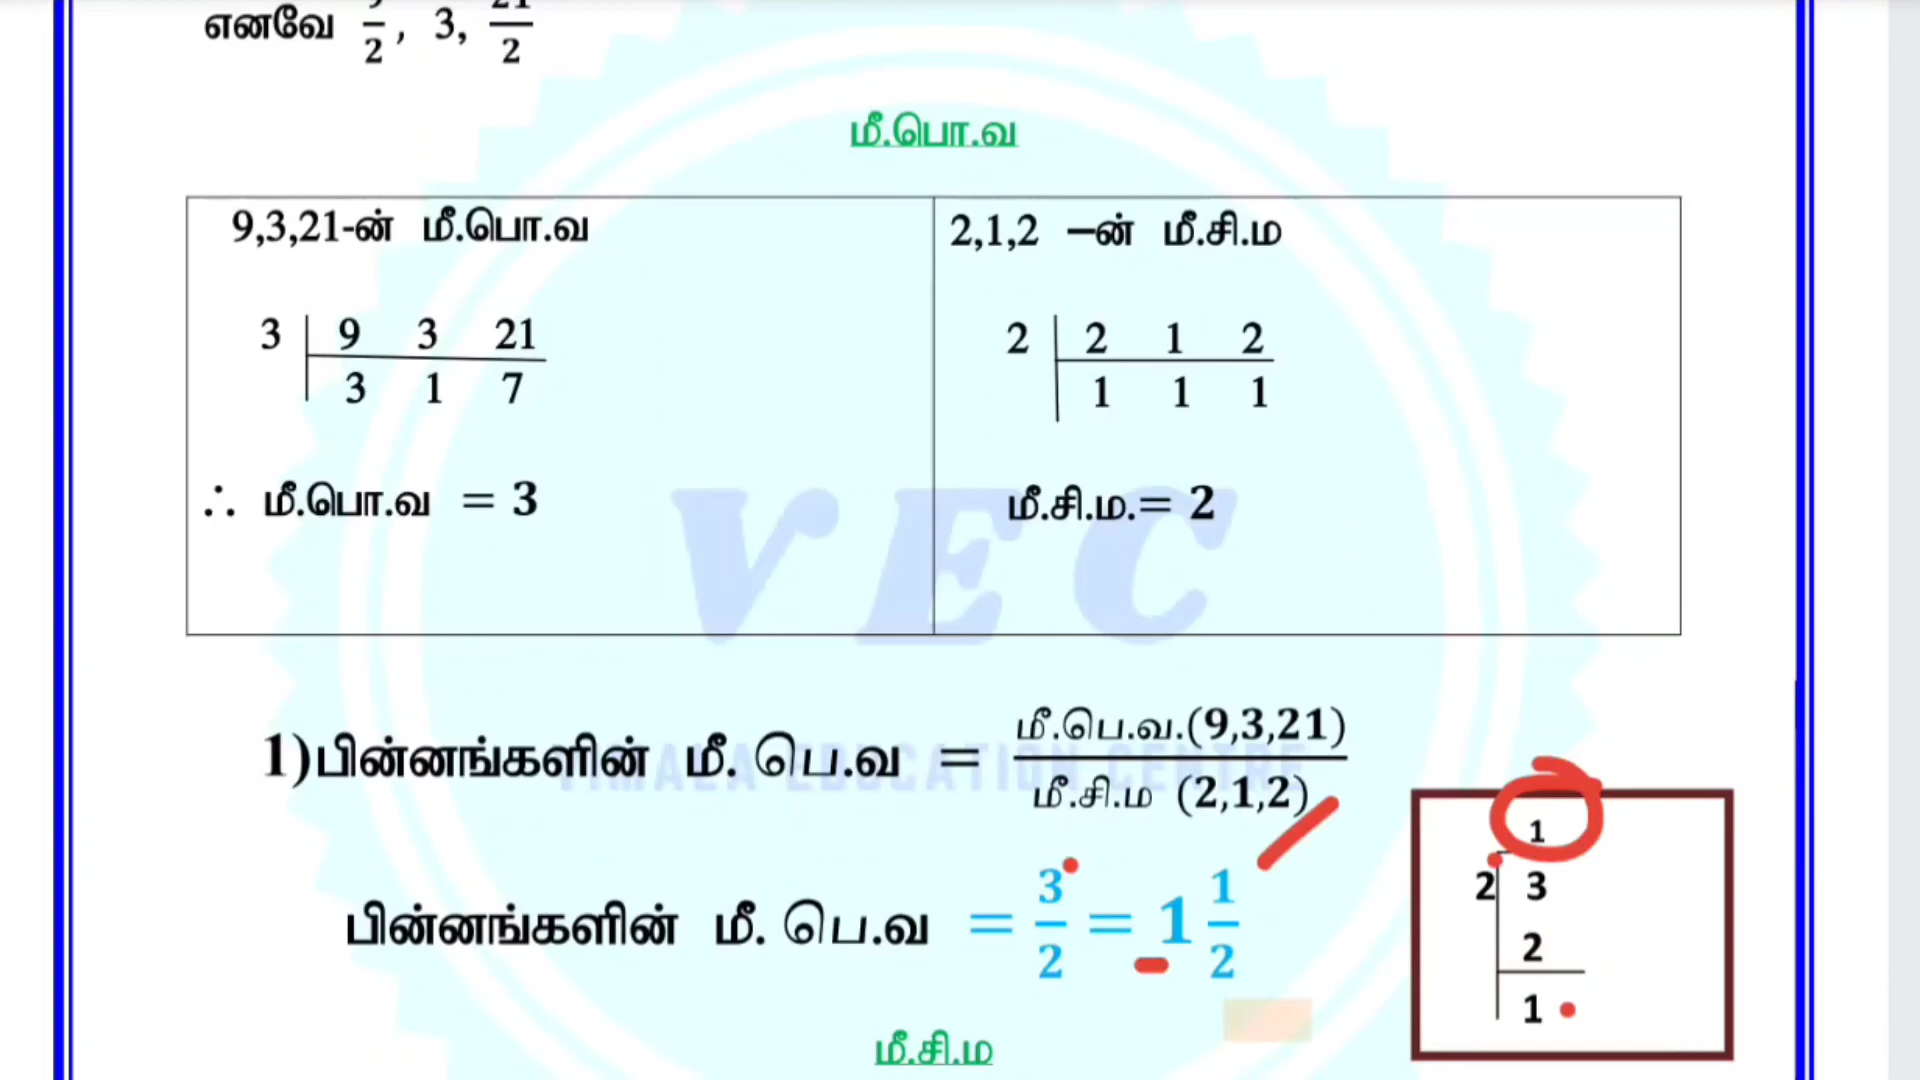 எனவே 9/2, 3, 21/2
மீ.பொ.வ
9,3,21-ன் மீ.பொ.வ
3 | 9 3 21
3 1 7
∴ மீ.பொ.வ = 3
2,1,2 –ன் மீ.சி.ம
2 | 2 1 2
1 1 1
மீ.சி.ம.= 2
VEC
1)பின்னங்களின் மீ. பெ.வ = மீ.பெ.வ.(9,3,21) / மீ.சி.ம (2,1,2)
பின்னங்களின் மீ. பெ.வ = 3/2 = 1 1/2
1
2 3
2
1
மீ.சி.ம